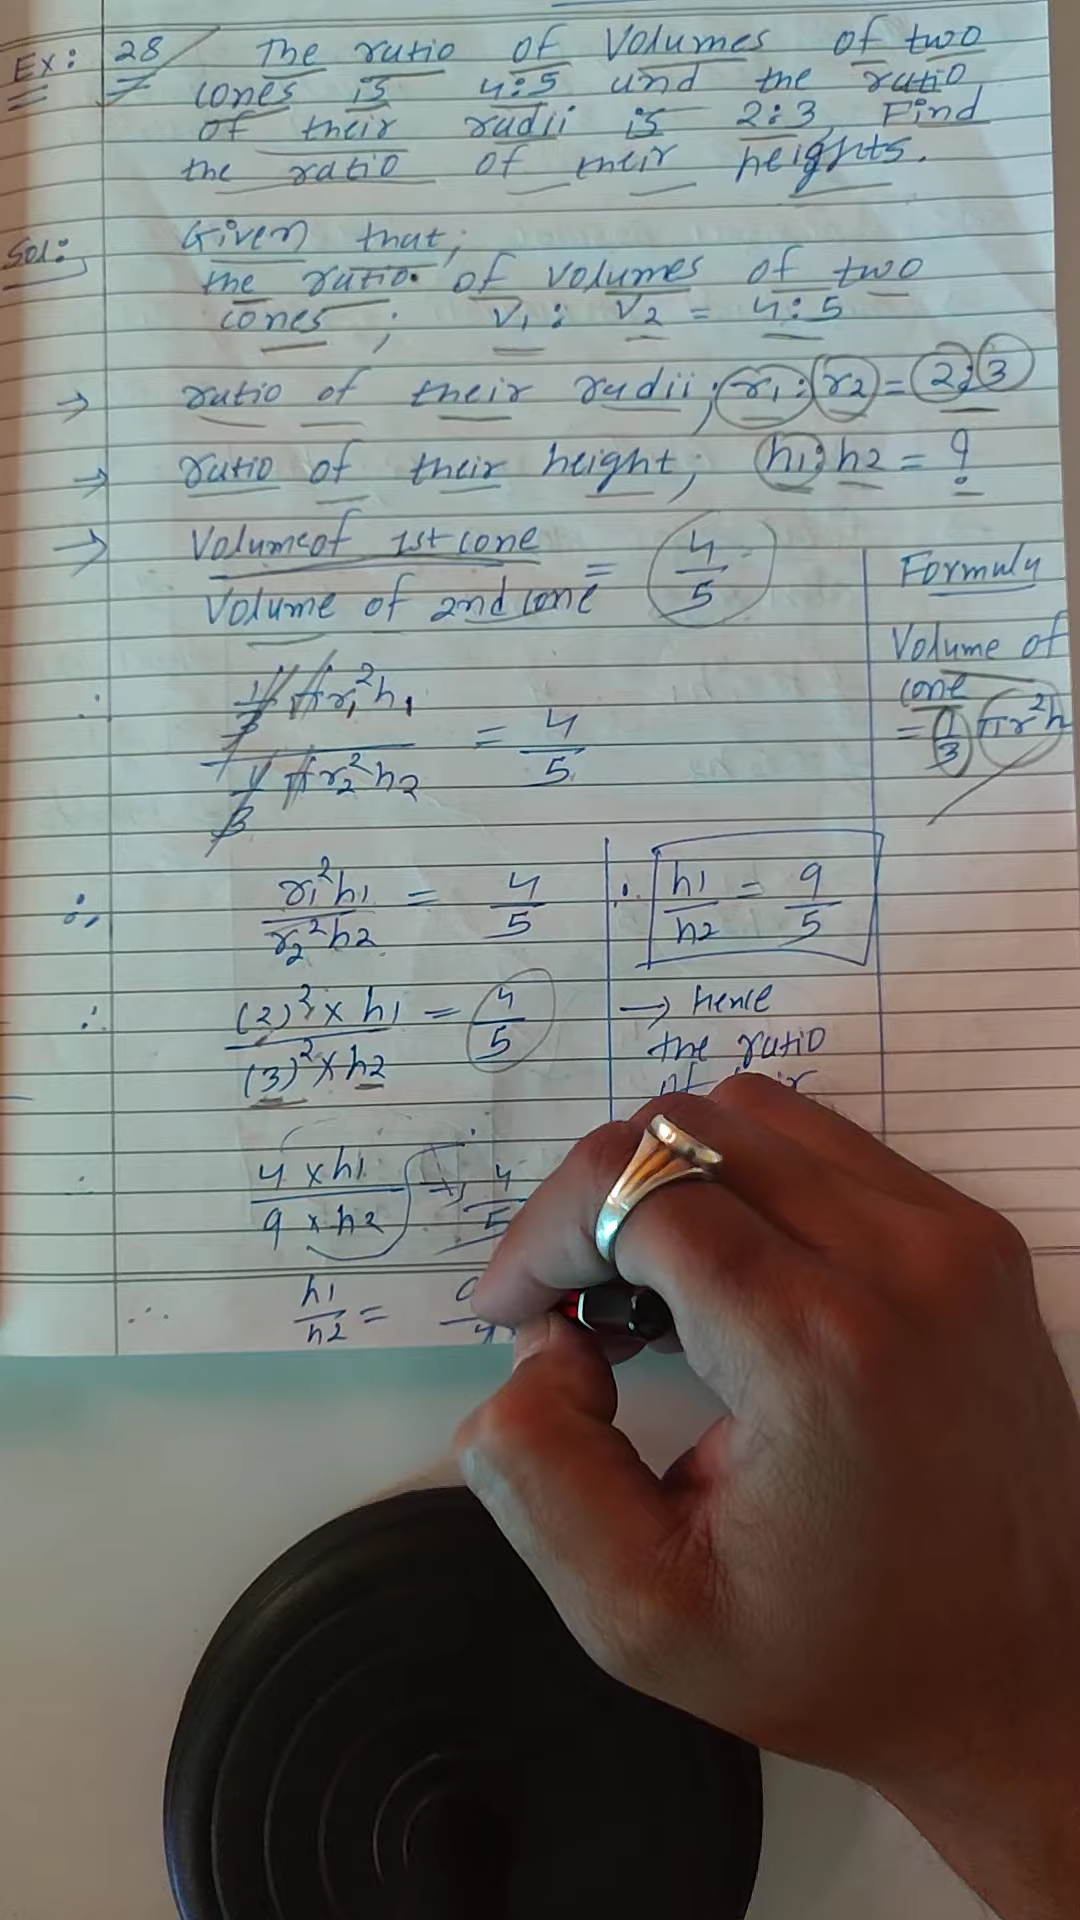 Ex: 28 The ratio of Volumes of two
cones is 4:5 and the ratio
of their radii is 2:3, Find
the ratio of their heights.
Sol: Given that;
the ratio of volumes of two
cones; V1: V2 = 4:5
→ ratio of their radii; r1: r2 = 2:3
→ ratio of their height; h1:h2 = ?
→ Volume of 1st cone
Volume of 2nd cone = 4/5
∴ 1/3 πr1²h1
1/3 πr2²h2 = 4/5
Formuly
Volume of
cone
= 1/3 πr²h
∴ r1²h1 / r2²h2 = 4/5
∴ (2)² x h1 / (3)² x h2 = 4/5
∴ 4 x h1 / 9 x h2 = 4/5
∴ h1/h2 =
∴ h1/h2 = 9/5
→ Hence
the ratio
of their